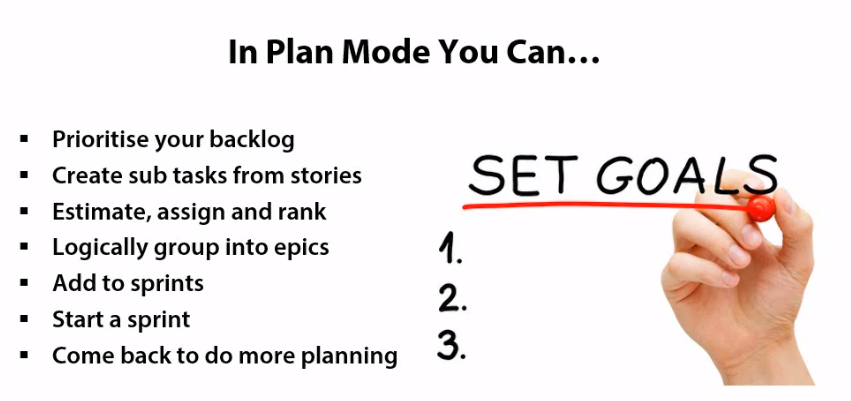 In Plan Mode You Can…
▪ Prioritise your backlog
▪ Create sub tasks from stories
▪ Estimate, assign and rank
▪ Logically group into epics
▪ Add to sprints
▪ Start a sprint
▪ Come back to do more planning
SET GOALS
1.
2.
3.